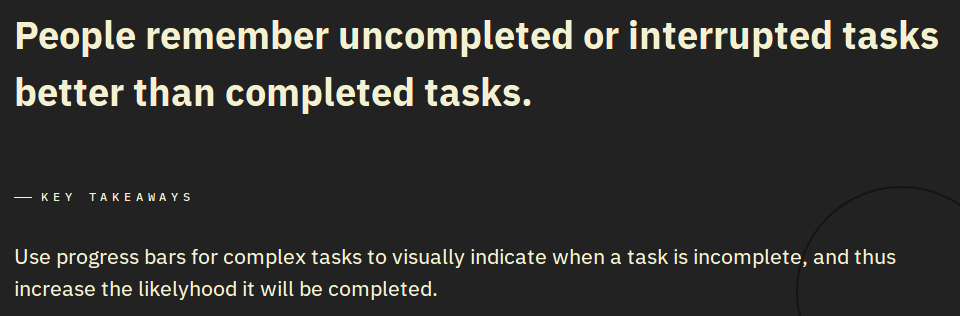 People remember uncompleted or interrupted tasks
better than completed tasks.
KEY TAKEAWAYS
Use progress bars for complex tasks to visually indicate when a task is incomplete, and thus
increase the likelyhood it will be completed.